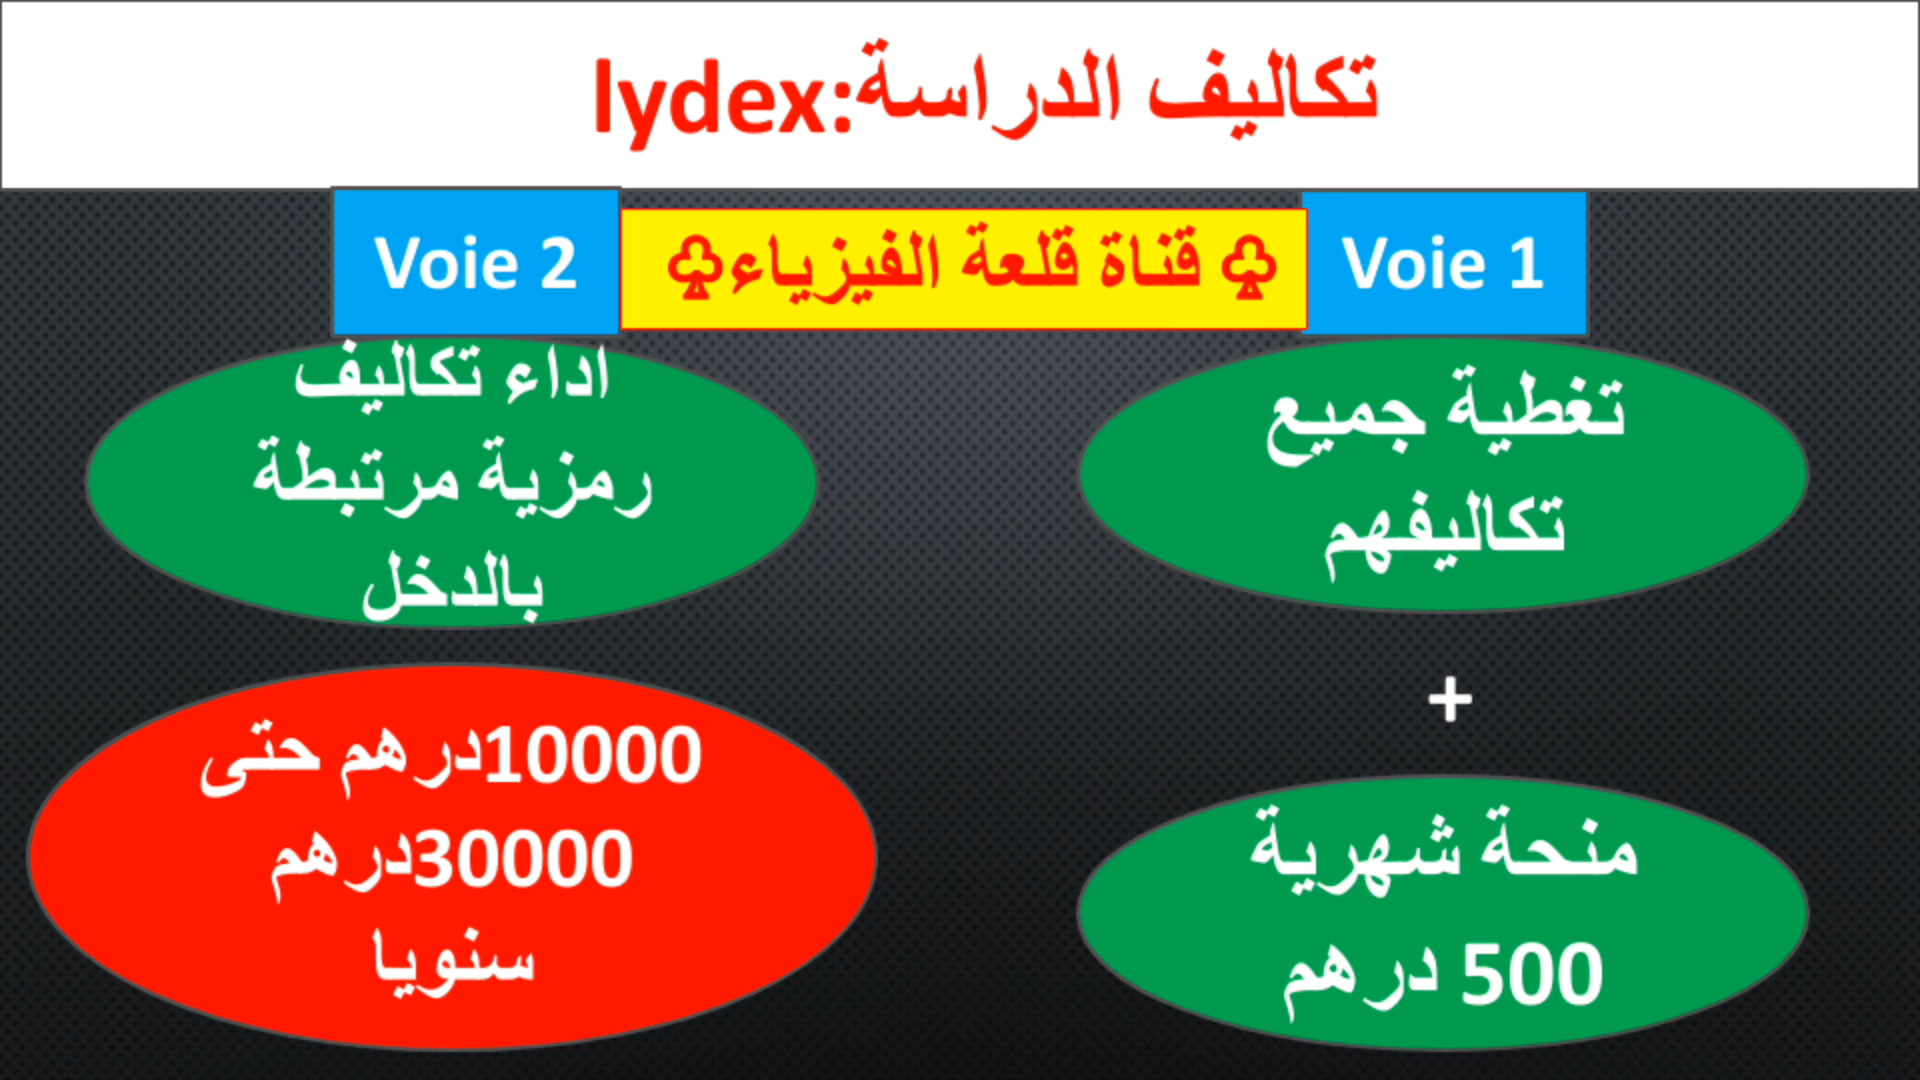 تكاليف الدراسة:lydex
Voie 1
♧ قناة قلعة الفيزياء♧
Voie 2
تغطية جميع
تكاليفهم
+
منحة شهرية
500 درهم
اداء تكاليف
رمزية مرتبطة
بالدخل
10000درهم حتى
30000درهم
سنويا